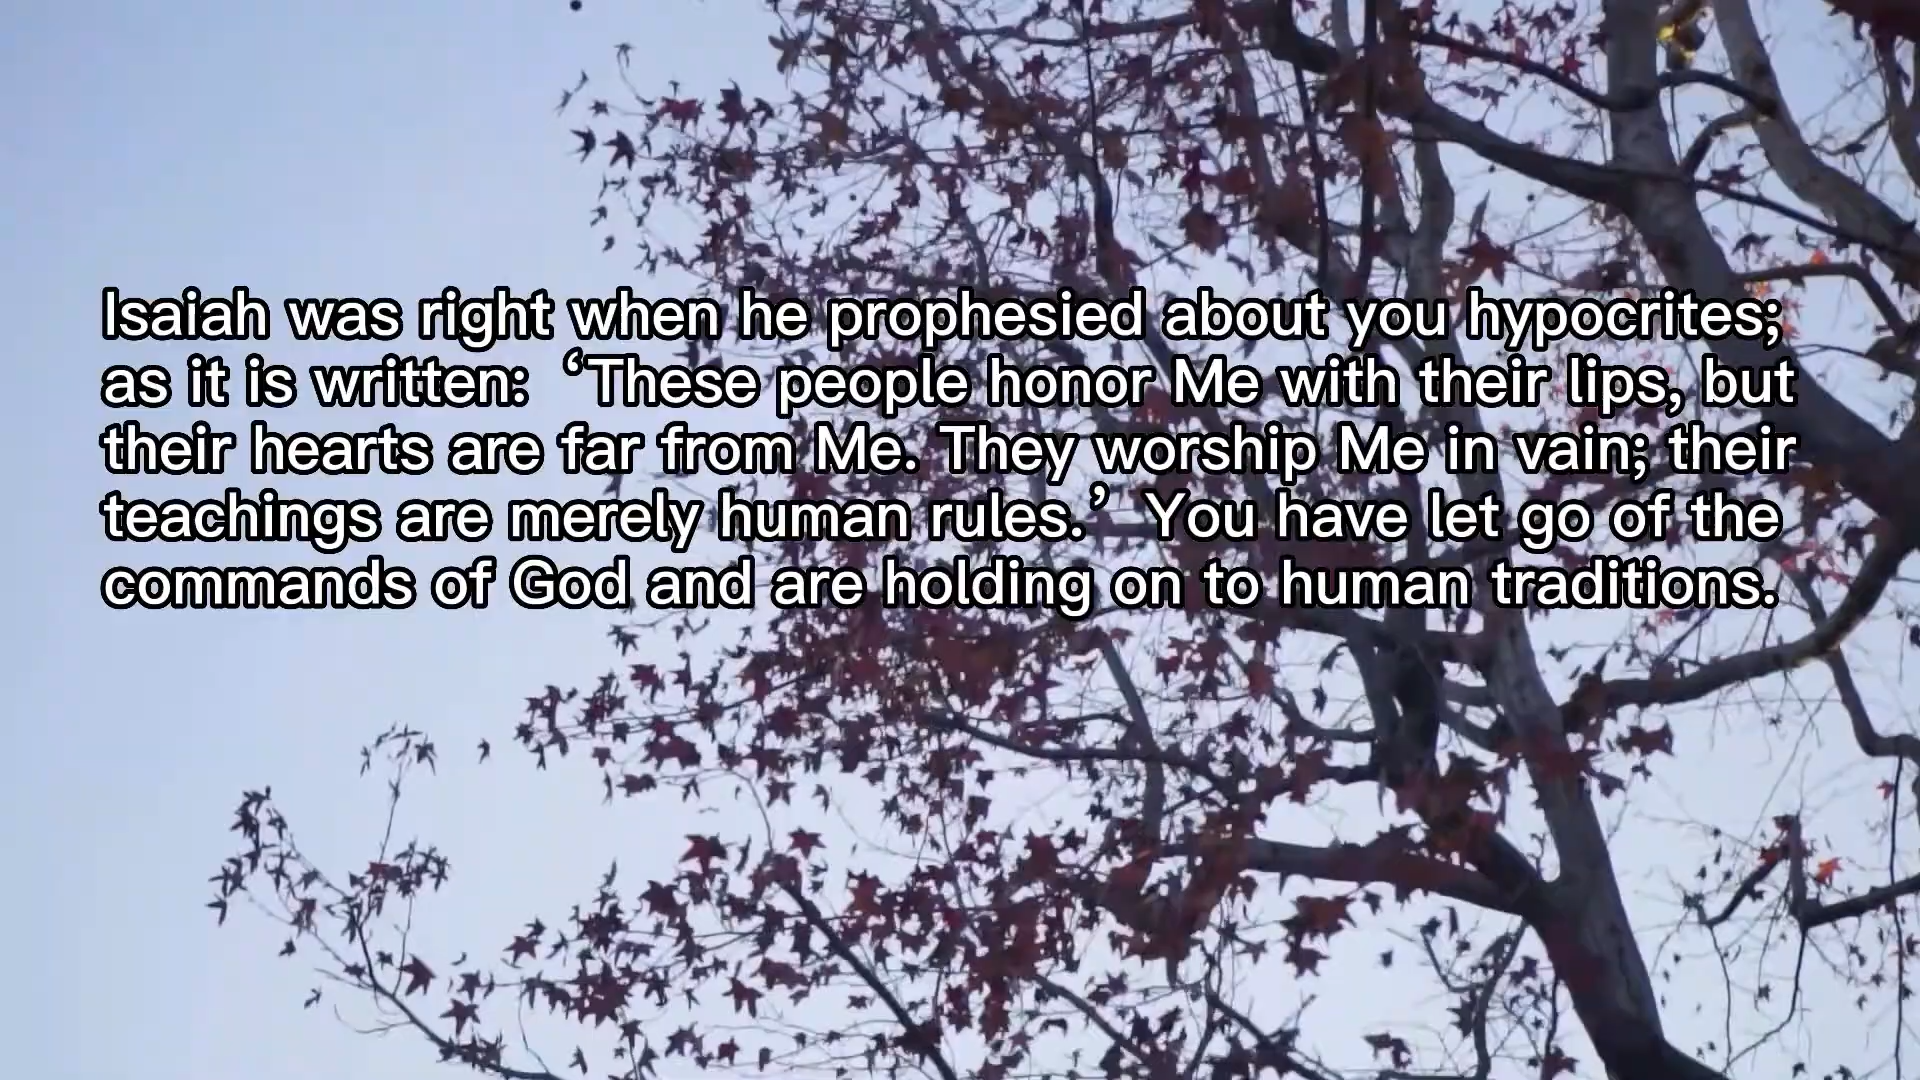 Isaiah was right when he prophesied about you hypocrites;
as it is written: ‘These people honor Me with their lips, but
their hearts are far from Me. They worship Me in vain; their
teachings are merely human rules.’ You have let go of the
commands of God and are holding on to human traditions.